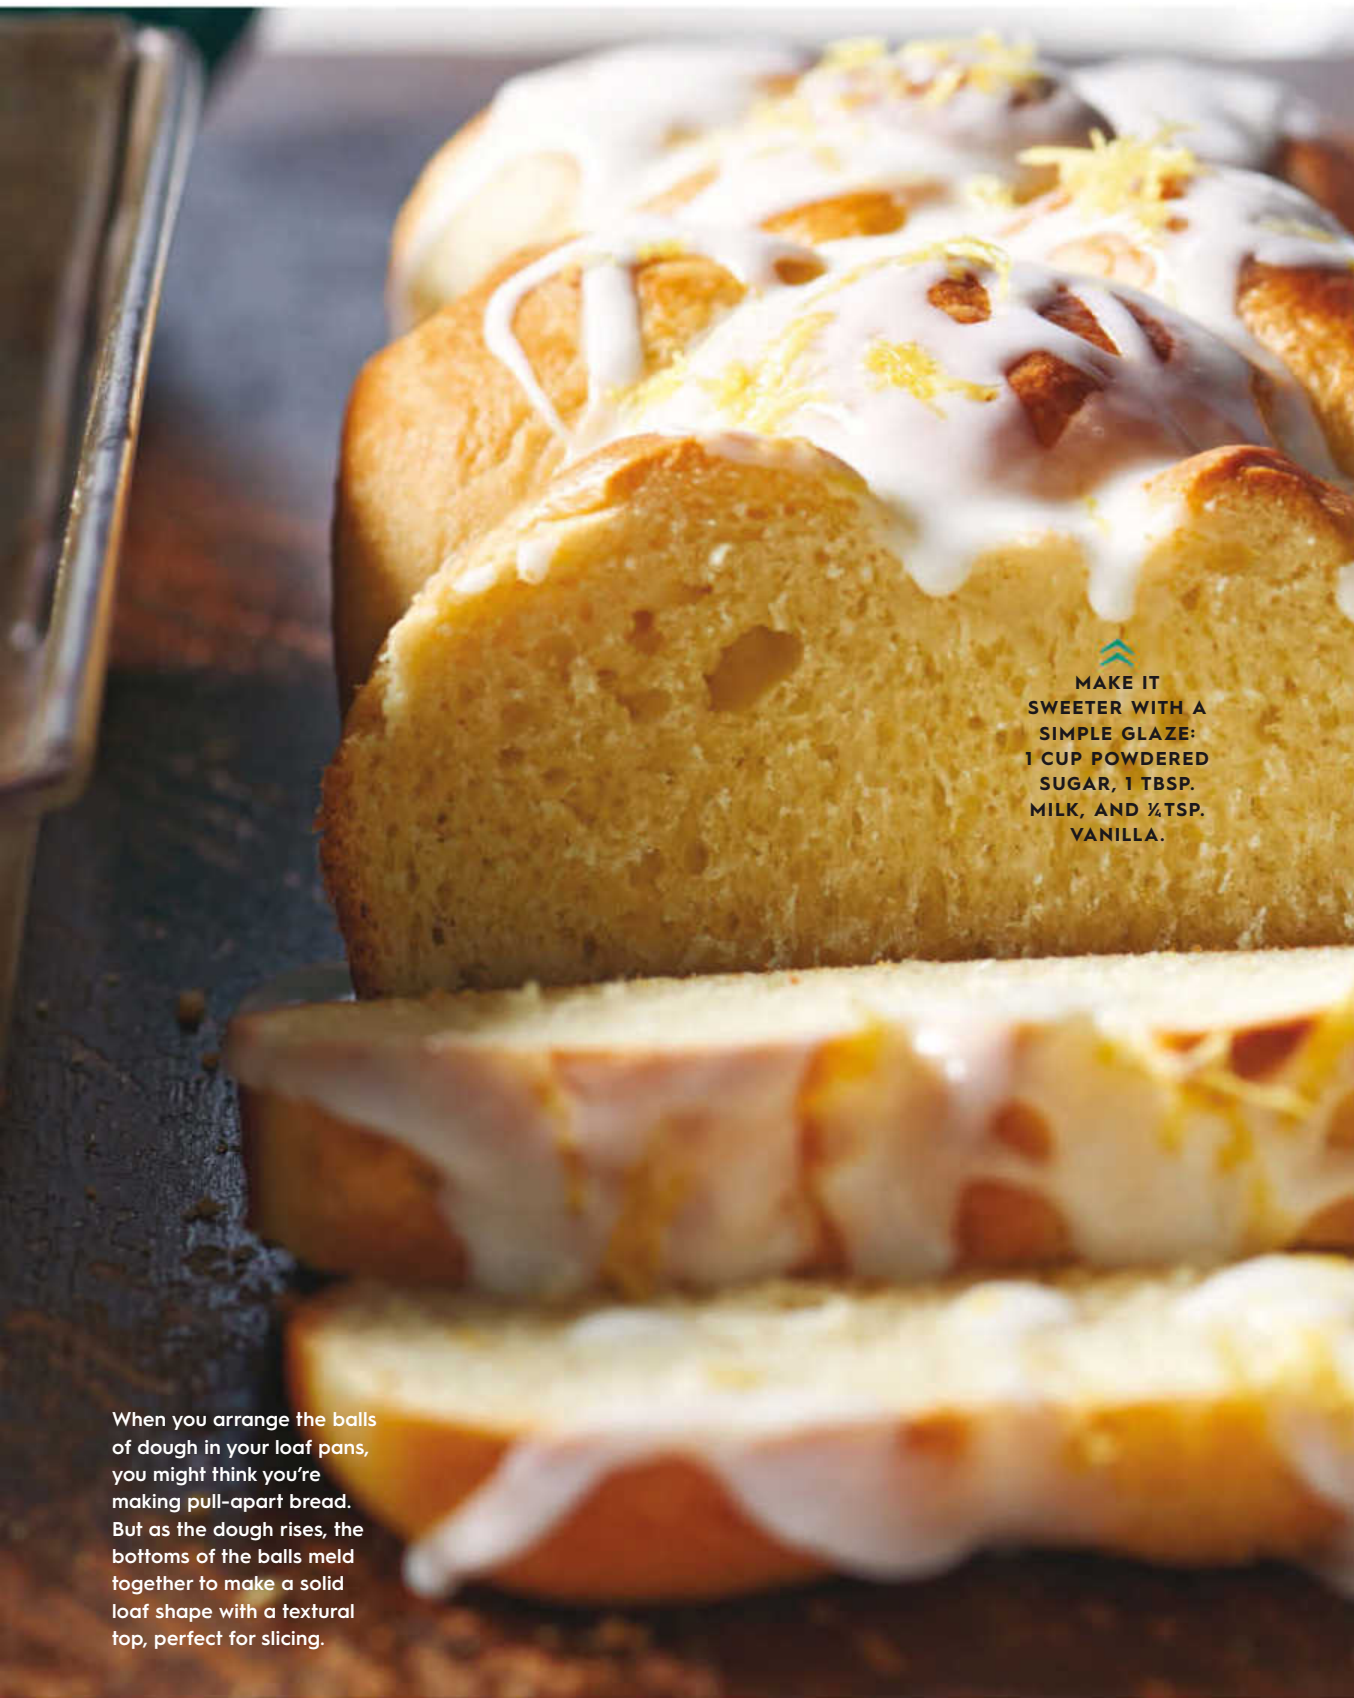 MAKE IT
SWEETER WITH A
SIMPLE GLAZE:
1 CUP POWDERED
SUGAR, 1 TBSP.
MILK, AND ¼ TSP.
VANILLA.
When you arrange the balls
of dough in your loaf pans,
you might think you’re
making pull-apart bread.
But as the dough rises, the
bottoms of the balls meld
together to make a solid
loaf shape with a textural
top, perfect for slicing.